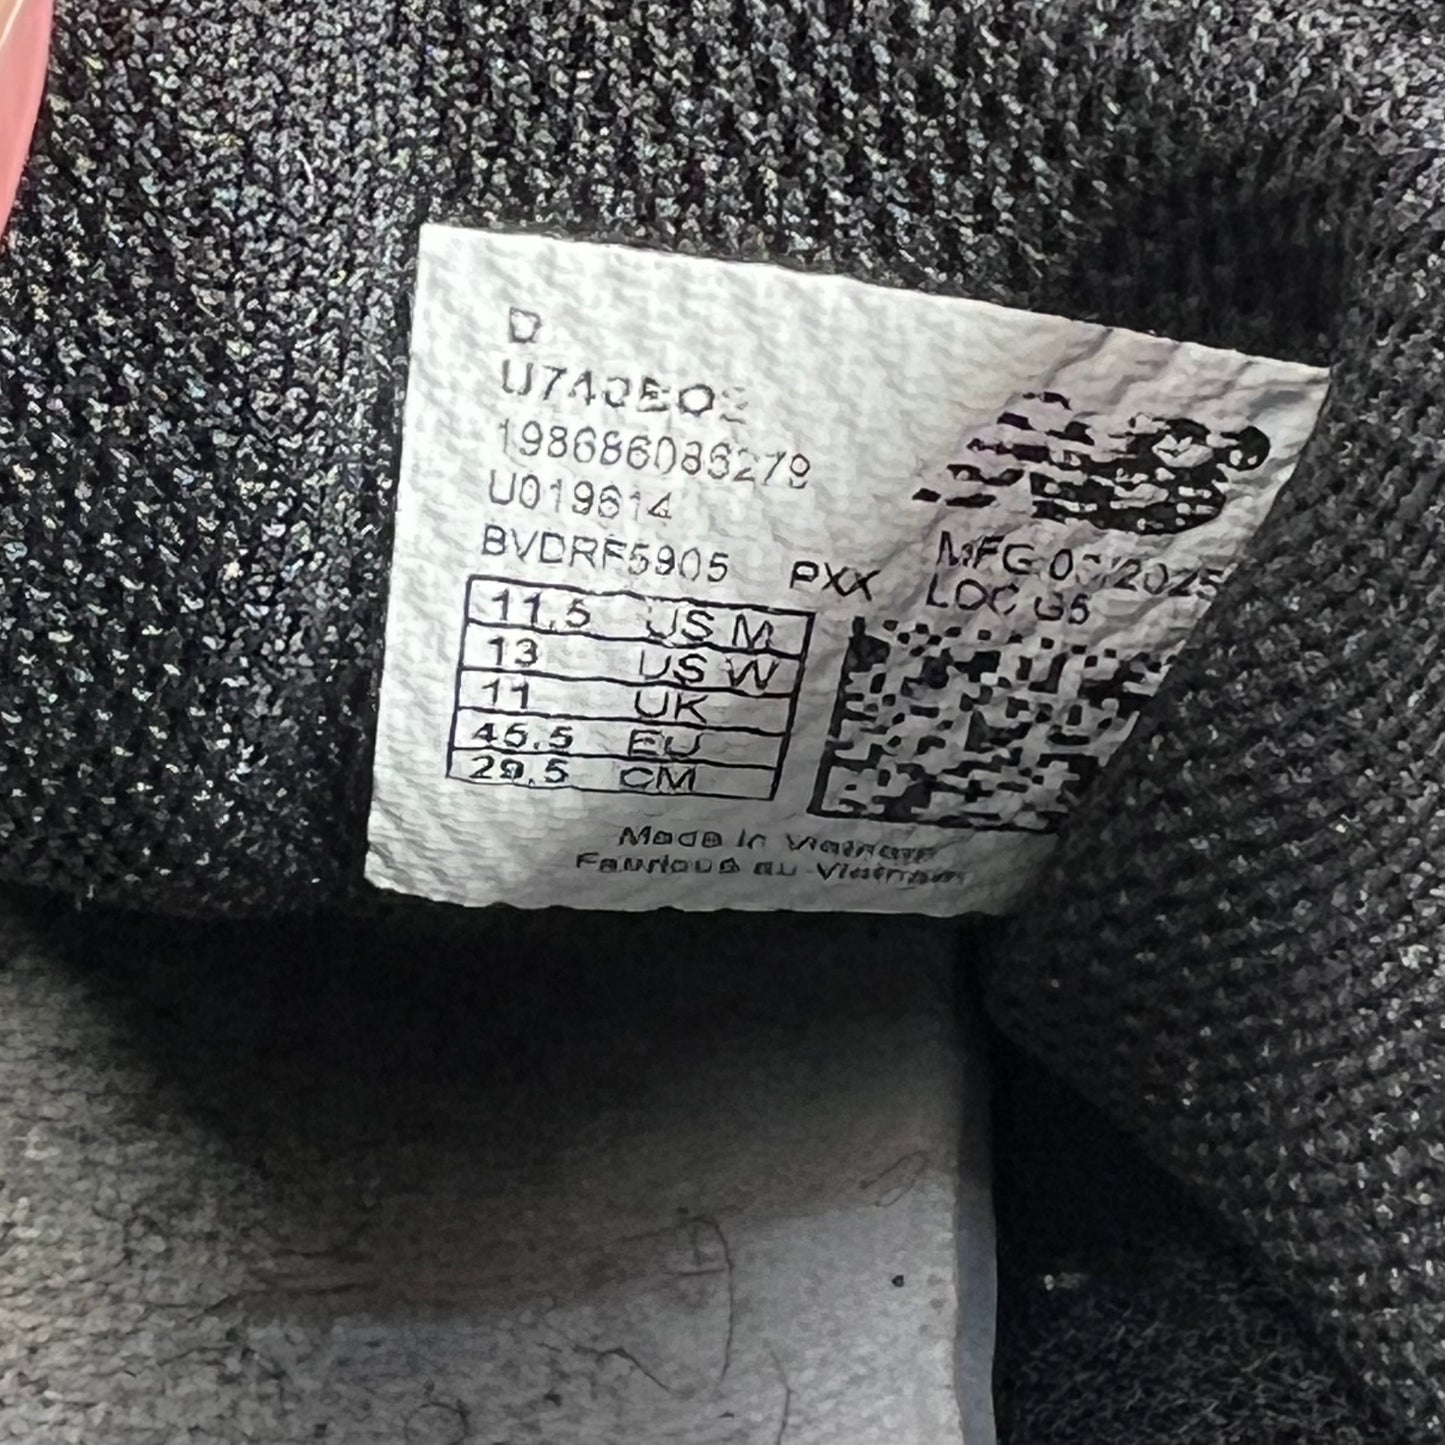 D
U740EO2
198686086279
U019614
BVDRF5905 PXX
MFG 2025
LOC G5
11.5 US M
13 US W
11 UK
45.5 EU
29.5 CM
Made in Vietnam
Fabriqué au Vietnam